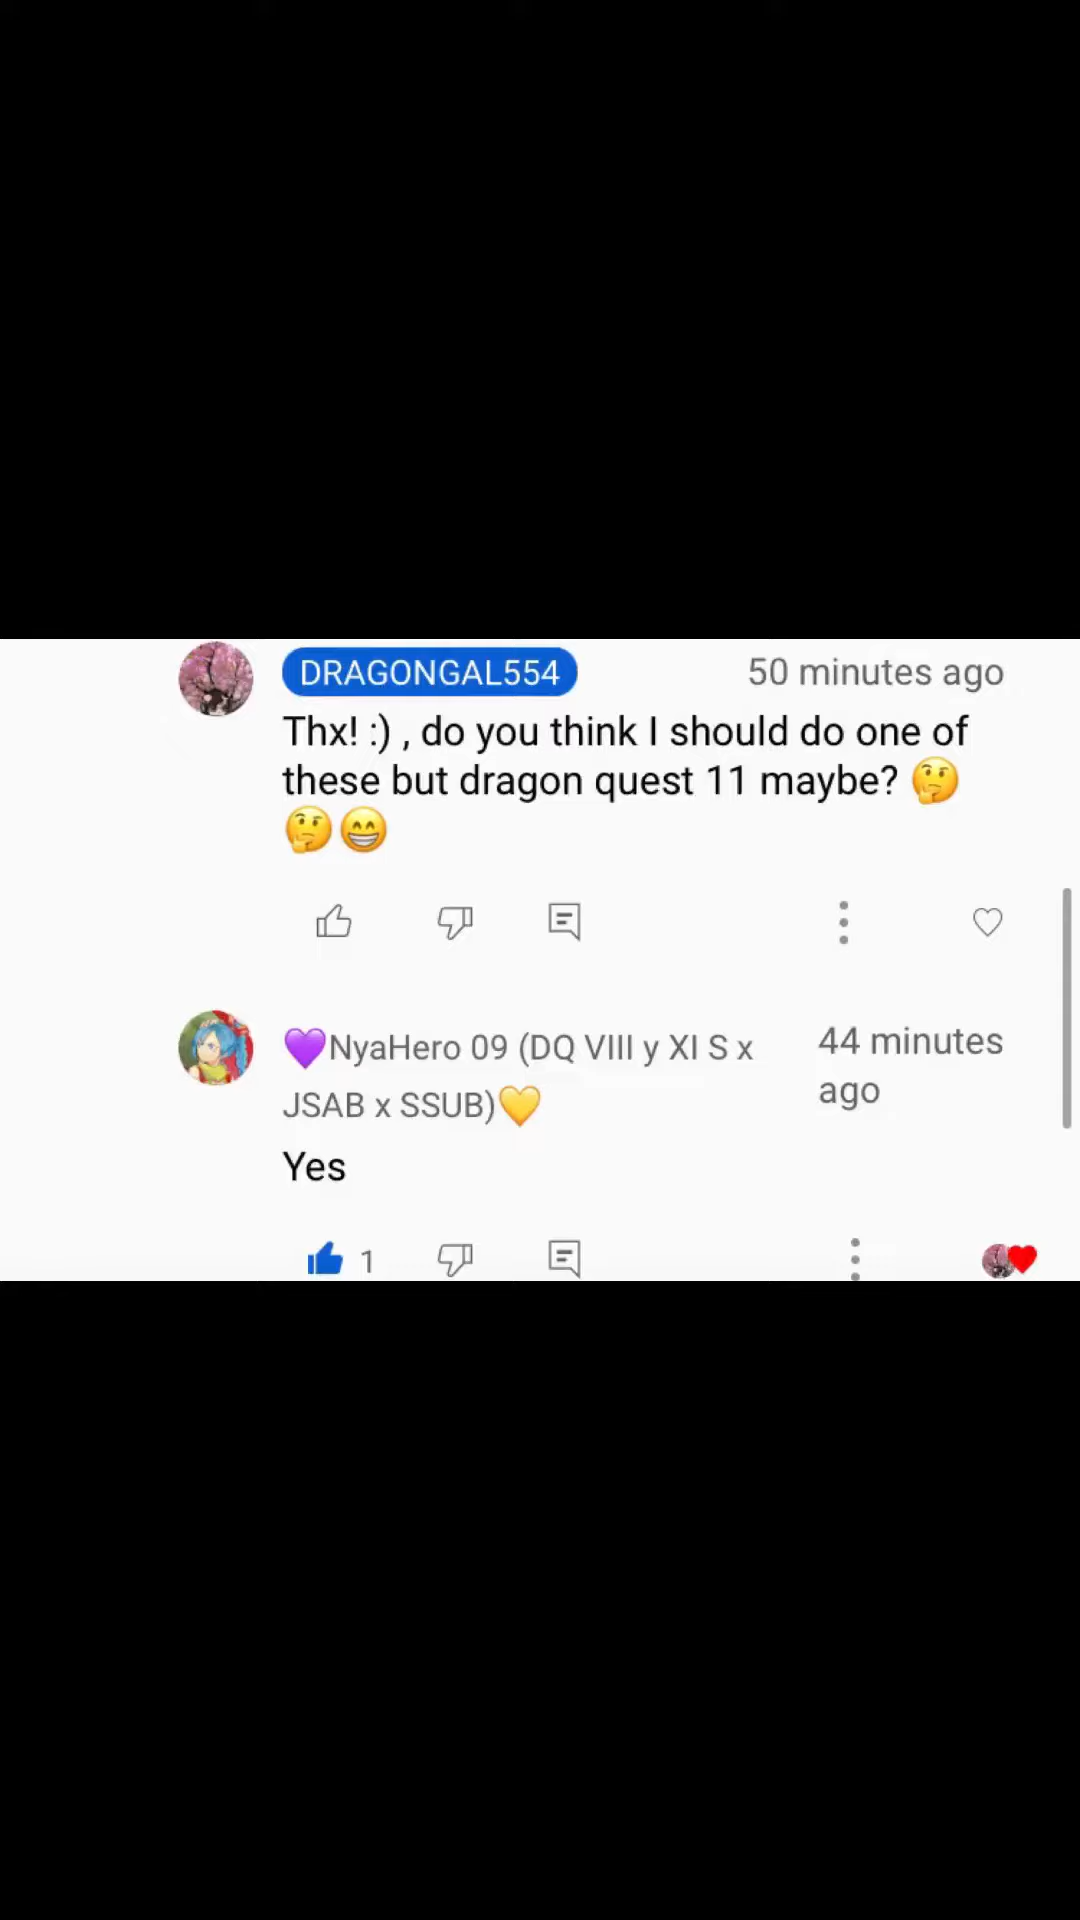 DRAGONGAL554
50 minutes ago
Thx! :) , do you think I should do one of
these but dragon quest 11 maybe? 🤔
🤔😁
💜NyaHero 09 (DQ VIII y XI S x
JSAB x SSUB)💛
44 minutes
ago
Yes
1